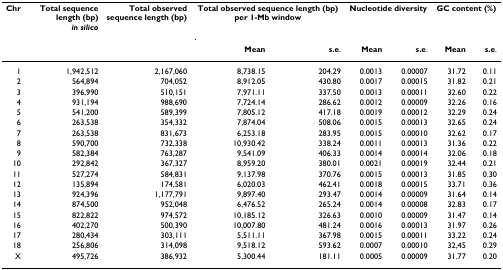 Chr Total sequence length (bp) in silico Total observed sequence length (bp) Total observed sequence length (bp) per 1-Mb window Nucleotide diversity GC content (%)
Mean s.e. Mean s.e. Mean s.e.
1 1,942,512 2,167,060 8,738.15 204.29 0.0013 0.00007 31.72 0.11
2 564,894 704,052 8,912.05 430.80 0.0017 0.00015 31.82 0.21
3 396,990 510,151 7,971.11 337.50 0.0013 0.00011 32.60 0.22
4 931,194 988,690 7,724.14 286.62 0.0012 0.00009 32.26 0.16
5 541,200 589,399 7,805.12 417.18 0.0019 0.00012 32.29 0.24
6 263,538 354,332 7,874.04 508.06 0.0015 0.00013 32.65 0.24
7 263,538 831,673 6,253.18 283.95 0.0015 0.00010 32.62 0.17
8 590,700 732,338 10,930.42 338.24 0.0011 0.00013 31.36 0.22
9 582,384 763,287 9,541.09 406.33 0.0014 0.00014 32.06 0.18
10 292,842 367,327 8,959.20 380.01 0.0021 0.00019 32.44 0.21
11 527,274 584,831 9,137.98 370.76 0.0015 0.00013 31.85 0.30
12 135,894 174,581 6,020.03 462.41 0.0018 0.00015 33.71 0.36
13 924,396 1,177,791 9,897.40 293.47 0.0014 0.00009 31.64 0.14
14 874,500 952,048 6,476.52 265.24 0.0014 0.00008 32.83 0.17
15 822,822 974,572 10,185.12 326.63 0.0010 0.00009 31.47 0.14
16 402,270 500,390 10,007.80 481.24 0.0016 0.00013 31.97 0.26
17 280,434 303,111 5,511.11 367.98 0.0015 0.00011 33.22 0.24
18 256,806 314,098 9,518.12 593.62 0.0007 0.00010 32,45 0.29
X 495,726 386,932 5,300.44 181.11 0.0005 0.00009 31.77 0.20